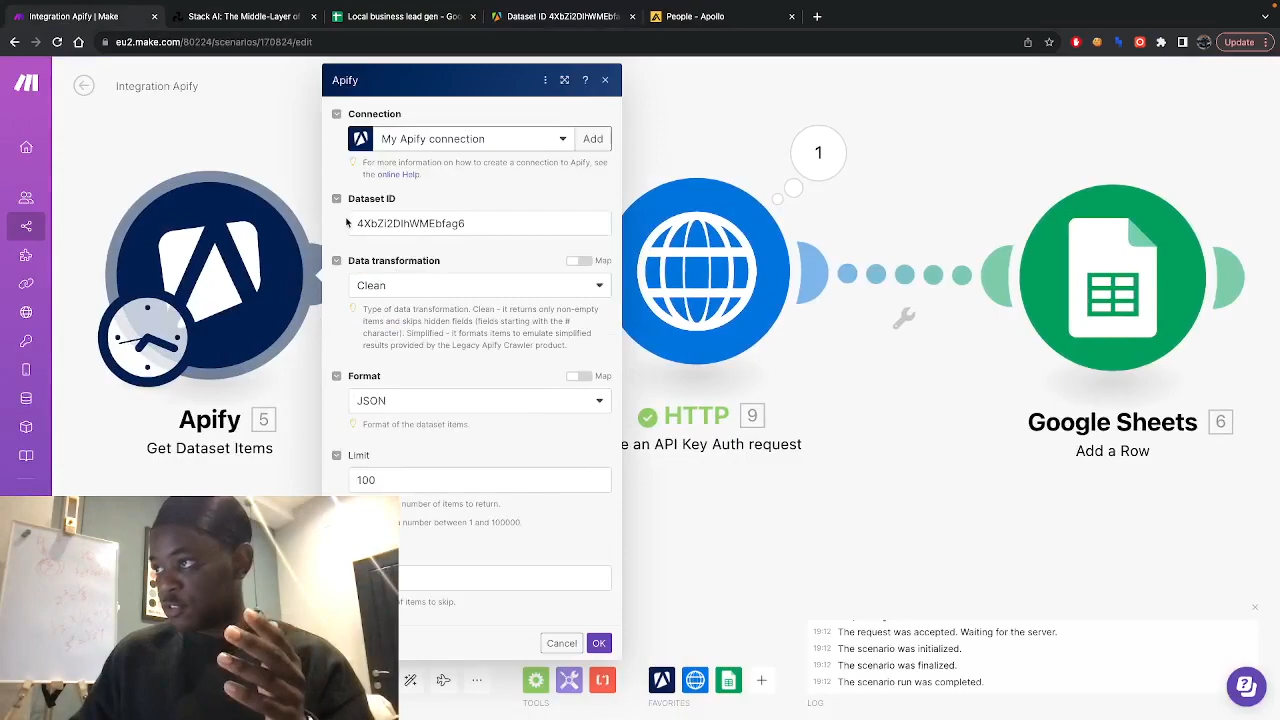 Integration Apify | Make
Stack AI: The Middle-Layer of
Local business lead gen - Goo
Dataset ID 4XbZI2DIhWMEbfa
People - Apollo
eu2.make.com/80224/scenarios/170824/edit
Update
Integration Apify
Apify
Connection
My Apify connection
Add
For more information on how to create a connection to Apify, see
the online Help.
Dataset ID
4XbZi2DIhWMEbfag6
Data transformation
Map
Clean
Type of data transformation. Clean - it returns only non-empty
items and skips hidden fields (fields starting with the #
character). Simplified - it formats items to emulate simplified
results provided by the Legacy Apify Crawler product.
Format
Map
JSON
Format of the dataset items.
Limit
100
number of items to return.
number between 1 and 100000.
of items to skip.
Cancel
OK
Apify 5
Get Dataset Items
1
HTTP 9
e an API Key Auth request
Google Sheets 6
Add a Row
19:12 The request was accepted. Waiting for the server.
19:12 The scenario was initialized.
19:12 The scenario was finalized.
19:12 The scenario run was completed.
TOOLS
FAVORITES
LOG